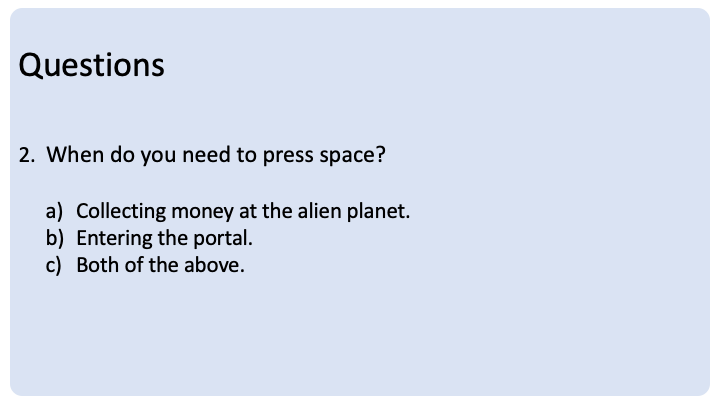 Questions
2. When do you need to press space?
a) Collecting money at the alien planet.
b) Entering the portal.
c) Both of the above.